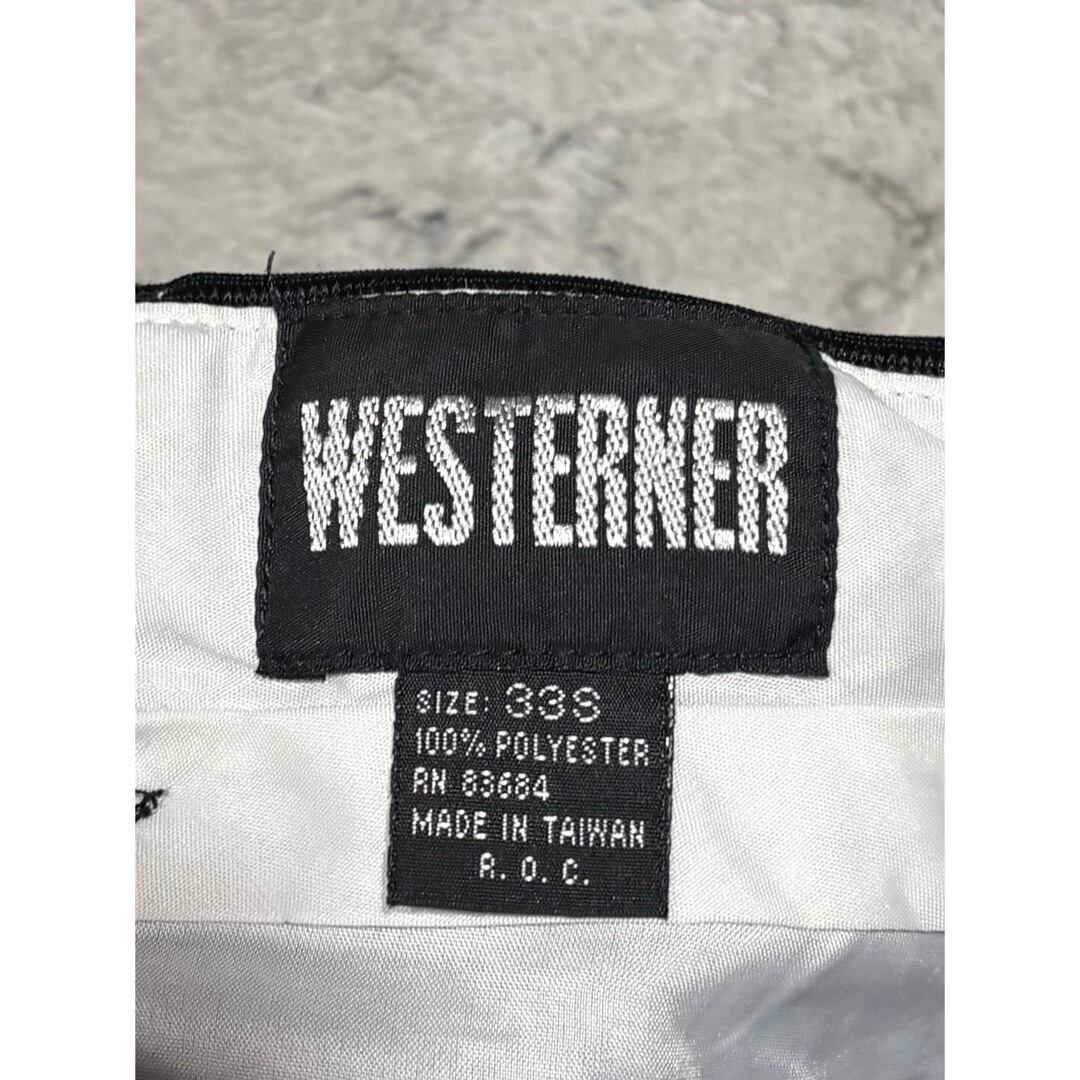 WESTERNER
SIZE: 33S
100% POLYESTER
RN 83684
MADE IN TAIWAN
R. O. C.